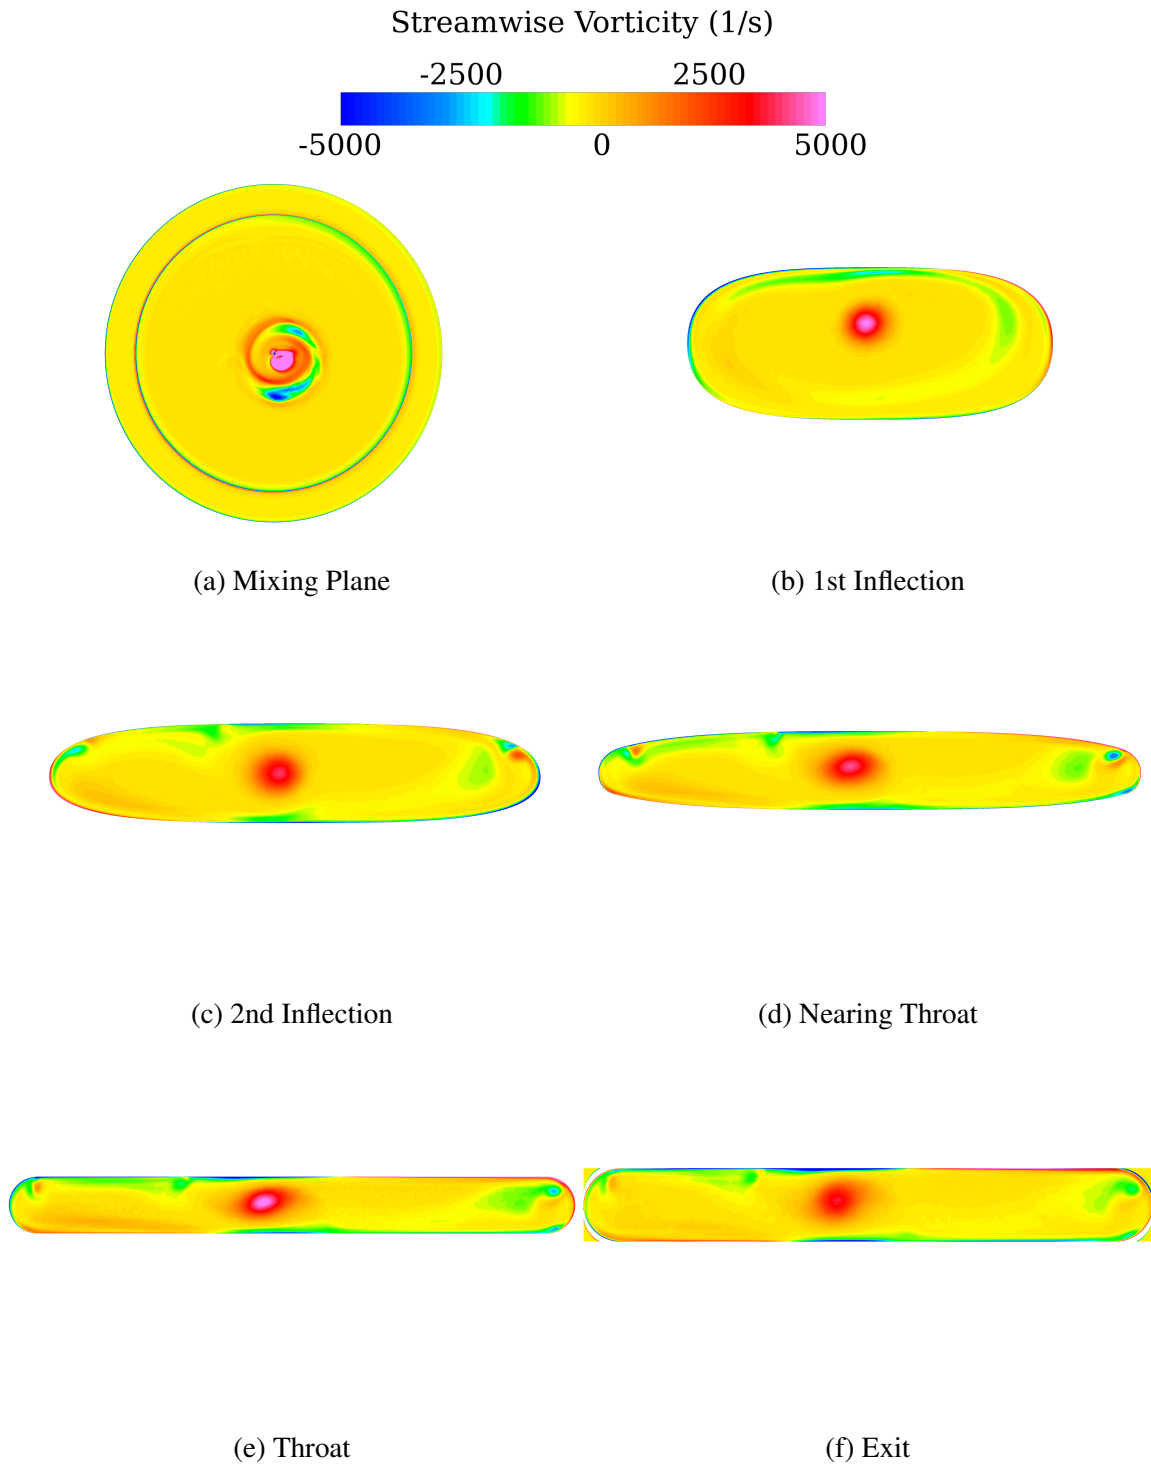 Streamwise Vorticity (1/s)
-2500 2500
-5000 0 5000
(a) Mixing Plane
(b) 1st Inflection
(c) 2nd Inflection
(d) Nearing Throat
(e) Throat
(f) Exit